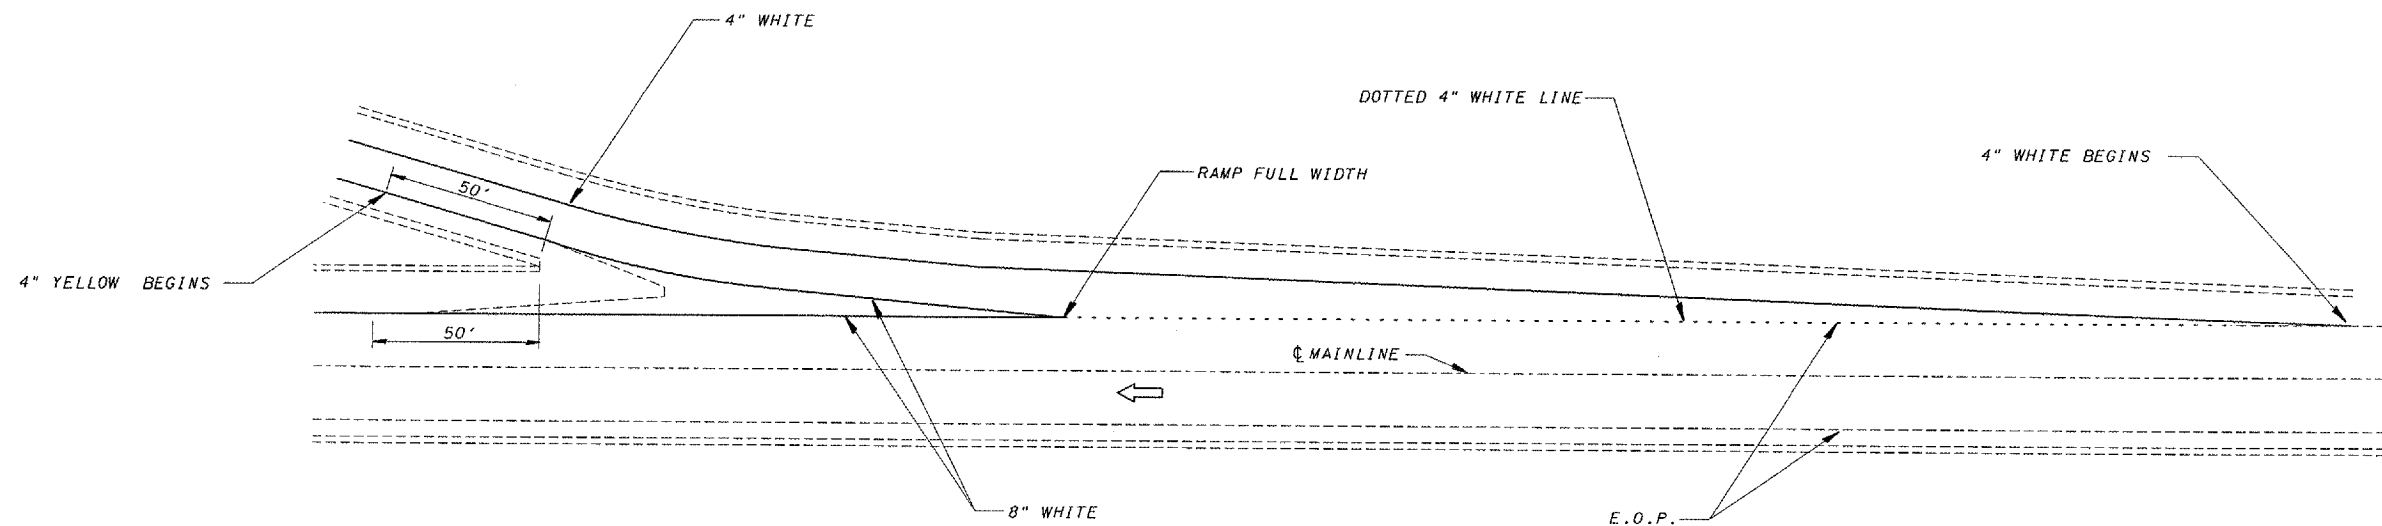 4" WHITE
DOTTED 4" WHITE LINE
4" WHITE BEGINS
RAMP FULL WIDTH
50'
4" YELLOW BEGINS
50'
℄ MAINLINE
8" WHITE
E.O.P.